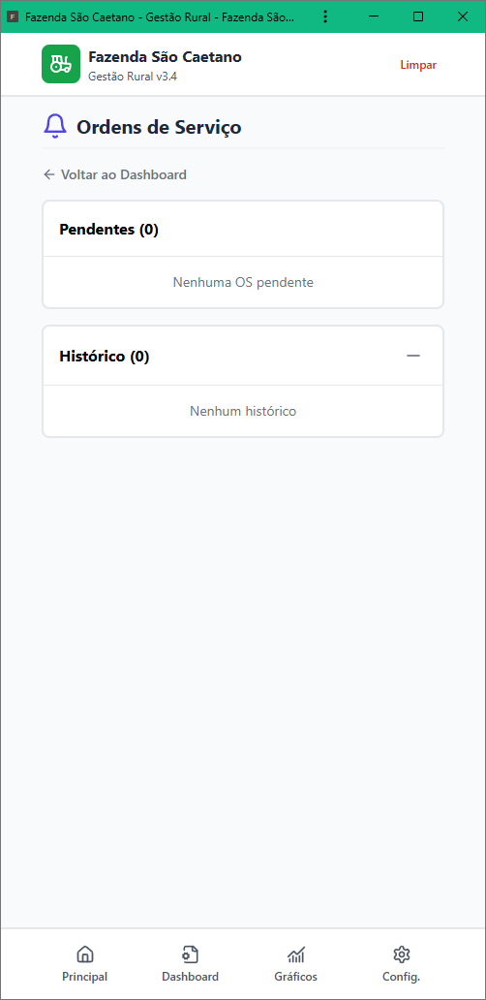 F Fazenda São Caetano - Gestão Rural - Fazenda São...
Fazenda São Caetano
Gestão Rural v3.4
Limpar
Ordens de Serviço
← Voltar ao Dashboard
Pendentes (0)
Nenhuma OS pendente
Histórico (0)
Nenhum histórico
Principal
Dashboard
Gráficos
Config.